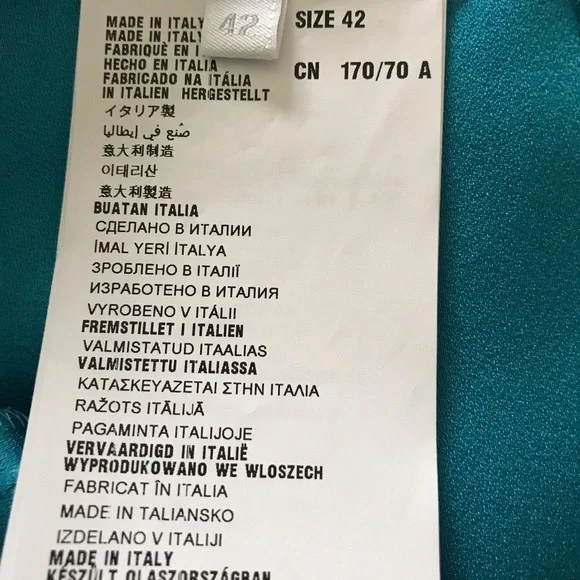 42
SIZE 42
CN 170/70 A
MADE IN ITALY
MADE IN ITALY
FABRIQUÉ EN I
HECHO EN ITALIA
FABRICADO NA ITÁLIA
IN ITALIEN HERGESTELLT
イタリア製
صنع في إيطاليا
意大利制造
이태리산
意大利製造
BUATAN ITALIA
СДЕЛАНО В ИТАЛИИ
İMAL YERİ İTALYA
ЗРОБЛЕНО В ІТАЛІЇ
ИЗРАБОТЕНО В ИТАЛИЯ
VYROBENO V ITÁLII
FREMSTILLET I ITALIEN
VALMISTATUD ITAALIAS
VALMISTETTU ITALIASSA
ΚΑΤΑΣΚΕΥΑΖΕΤΑΙ ΣΤΗΝ ΙΤΑΛΙΑ
RAŽOTS ITĀLIJĀ
PAGAMINTA ITALIJOJE
VERVAARDIGD IN ITALIË
WYPRODUKOWANO WE WLOSZECH
FABRICAT ÎN ITALIA
MADE IN TALIANSKO
IZDELANO V ITALIJI
MADE IN ITALY
KÉSZÜLT OLASZORSZÁGBAN